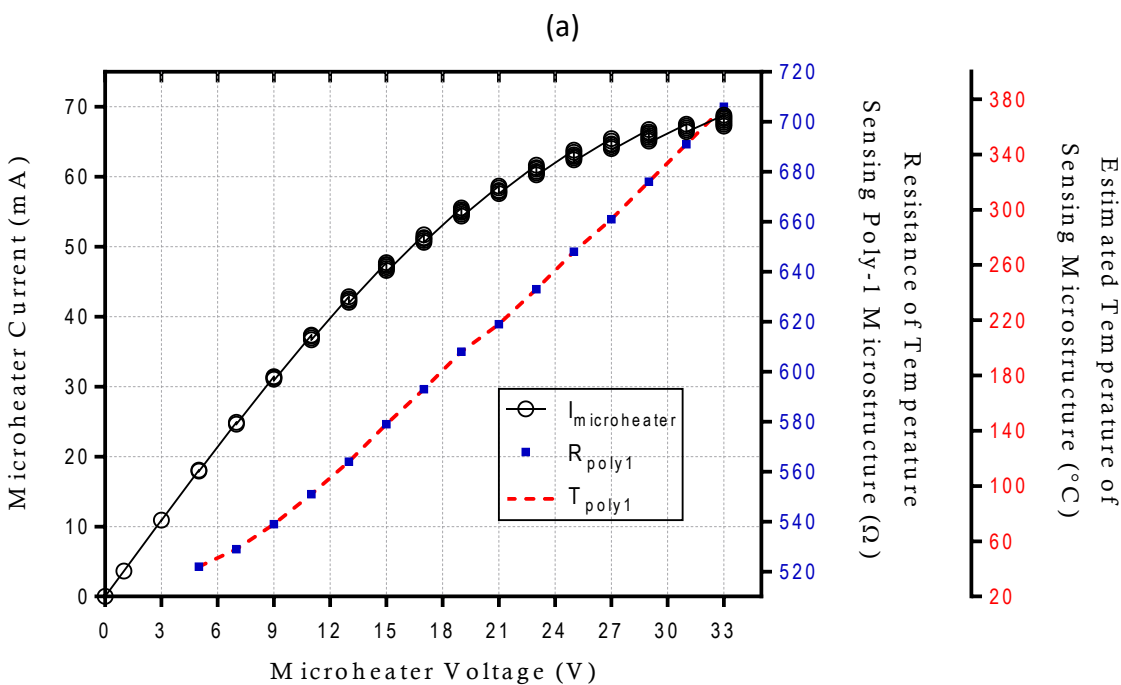 (a)
Microheater Current (mA)
70
60
50
40
30
20
10
0
0 3 6 9 12 15 18 21 24 27 30 33
Microheater Voltage (V)
I microheater
R poly1
T poly1
720
700
680
660
640
620
600
580
560
540
520
Resistance of Temperature
Sensing Poly-1 Microstructure (Ω)
380
340
300
260
220
180
140
100
60
20
Estimated Temperature of
Sensing Microstructure (°C)